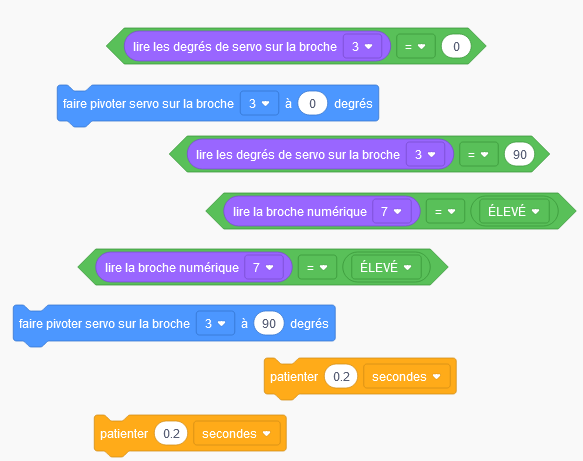 lire les degrés de servo sur la broche 3 = 0
faire pivoter servo sur la broche 3 à 0 degrés
lire les degrés de servo sur la broche 3 = 90
lire la broche numérique 7 = ÉLEVÉ
lire la broche numérique 7 = ÉLEVÉ
faire pivoter servo sur la broche 3 à 90 degrés
patienter 0.2 secondes
patienter 0.2 secondes